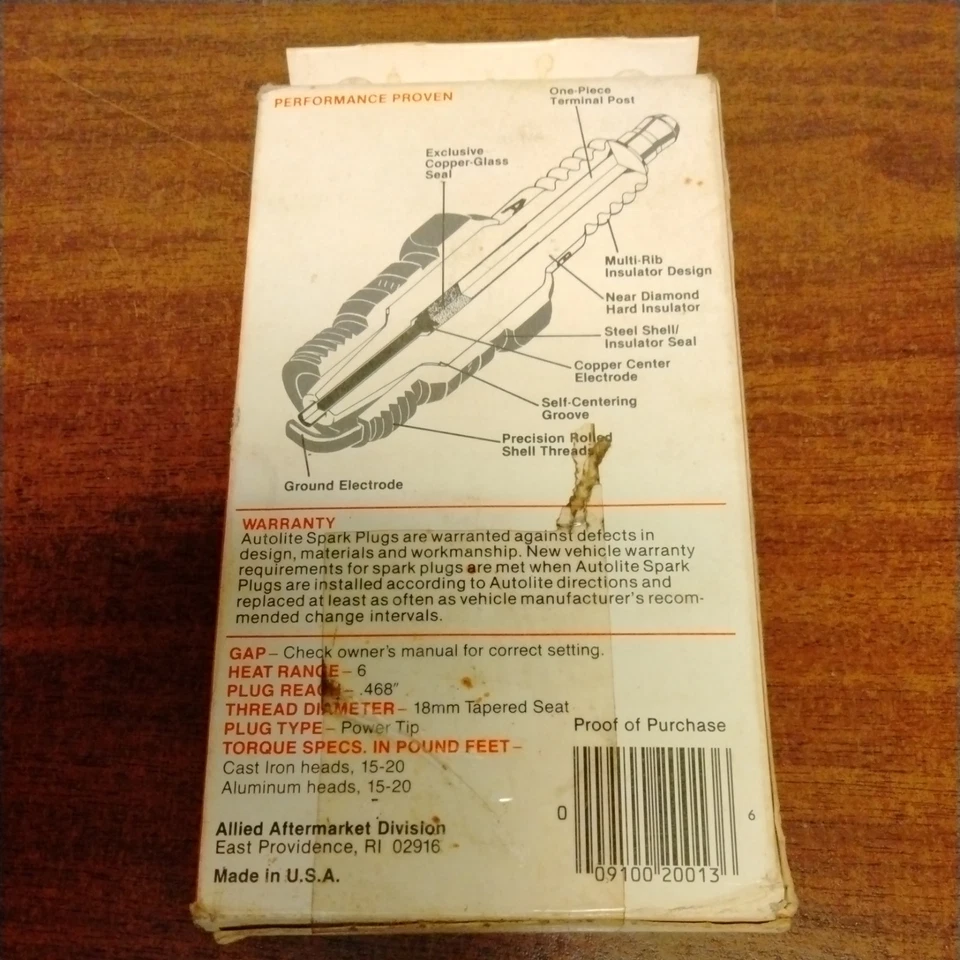 PERFORMANCE PROVEN
One-Piece
Terminal Post
Exclusive
Copper-Glass
Seal
A
Multi-Rib
Insulator Design
Near Diamond
Hard Insulator
Steel Shell/
Insulator Seal
Copper Center
Electrode
Self-Centering
Groove
Precision Rolled
Shell Threads
Ground Electrode
WARRANTY
Autolite Spark Plugs are warranted against defects in
design, materials and workmanship. New vehicle warranty
requirements for spark plugs are met when Autolite Spark
Plugs are installed according to Autolite directions and
replaced at least as often as vehicle manufacturer's recom-
mended change intervals.
GAP – Check owner's manual for correct setting.
HEAT RANGE – 6
PLUG REACH – .468"
THREAD DIAMETER – 18mm Tapered Seat
PLUG TYPE – Power Tip
TORQUE SPECS. IN POUND FEET –
Cast Iron heads, 15-20
Aluminum heads, 15-20
Allied Aftermarket Division
East Providence, RI 02916
Made in U.S.A.
Proof of Purchase
0 09100 20013 6